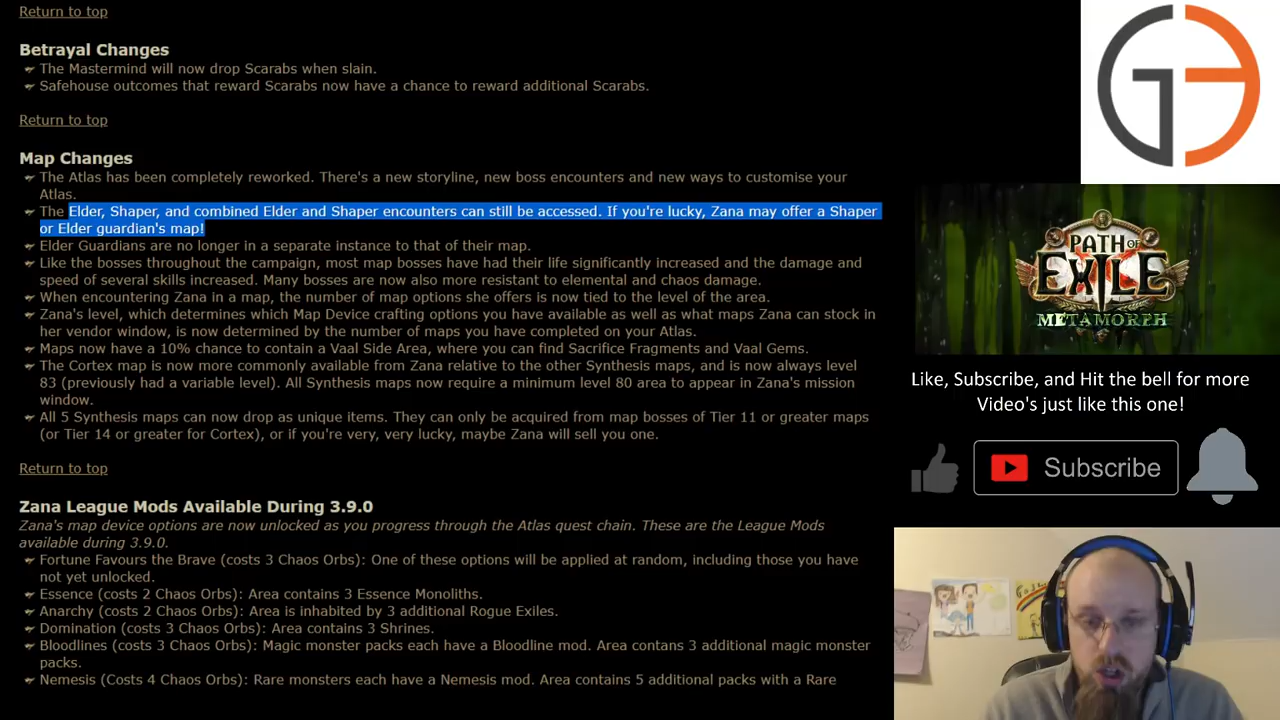 Return to top
Betrayal Changes
The Mastermind will now drop Scarabs when slain.
Safehouse outcomes that reward Scarabs now have a chance to reward additional Scarabs.
Return to top
Map Changes
The Atlas has been completely reworked. There's a new storyline, new boss encounters and new ways to customise your
Atlas.
The Elder, Shaper, and combined Elder and Shaper encounters can still be accessed. If you're lucky, Zana may offer a Shaper
or Elder guardian's map!
Elder Guardians are no longer in a separate instance to that of their map.
Like the bosses throughout the campaign, most map bosses have had their life significantly increased and the damage and
speed of several skills increased. Many bosses are now also more resistant to elemental and chaos damage.
When encountering Zana in a map, the number of map options she offers is now tied to the level of the area.
Zana's level, which determines which Map Device crafting options you have available as well as what maps Zana can stock in
her vendor window, is now determined by the number of maps you have completed on your Atlas.
Maps now have a 10% chance to contain a Vaal Side Area, where you can find Sacrifice Fragments and Vaal Gems.
The Cortex map is now more commonly available from Zana relative to the other Synthesis maps, and is now always level
83 (previously had a variable level). All Synthesis maps now require a minimum level 80 area to appear in Zana's mission
window.
All 5 Synthesis maps can now drop as unique items. They can only be acquired from map bosses of Tier 11 or greater maps
(or Tier 14 or greater for Cortex), or if you're very, very lucky, maybe Zana will sell you one.
Return to top
Zana League Mods Available During 3.9.0
Zana's map device options are now unlocked as you progress through the Atlas quest chain. These are the League Mods
available during 3.9.0.
Fortune Favours the Brave (costs 3 Chaos Orbs): One of these options will be applied at random, including those you have
not yet unlocked.
Essence (costs 2 Chaos Orbs): Area contains 3 Essence Monoliths.
Anarchy (costs 2 Chaos Orbs): Area is inhabited by 3 additional Rogue Exiles.
Domination (costs 3 Chaos Orbs): Area contains 3 Shrines.
Bloodlines (costs 3 Chaos Orbs): Magic monster packs each have a Bloodline mod. Area contans 3 additional magic monster
packs.
Nemesis (Costs 4 Chaos Orbs): Rare monsters each have a Nemesis mod. Area contains 5 additional packs with a Rare
PATH OF
EXILE
METAMORPH
Like, Subscribe, and Hit the bell for more
Video's just like this one!
Subscribe